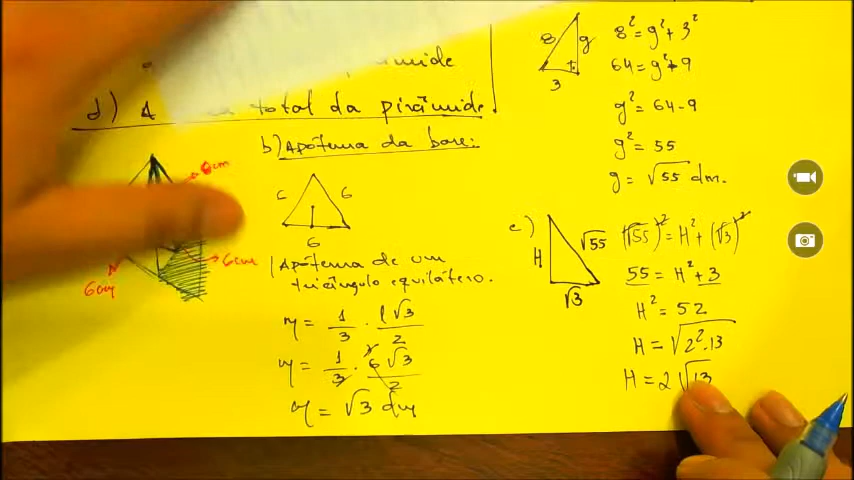 d) total da pirâmide.
6cm
6cm
b) Apótema da base:
6 6
6
Apótema de um
triângulo equilátero.
m = 1/3 · l√3/2
m = 1/3 · 6√3/2
m = √3 dm
8 g
3
8² = g² + 3²
64 = g² + 9
g² = 64 - 9
g² = 55
g = √55 dm.
c)
H √55
√3
(√55)² = H² + (√3)²
55 = H² + 3
H² = 52
H = √2².13
H = 2√13